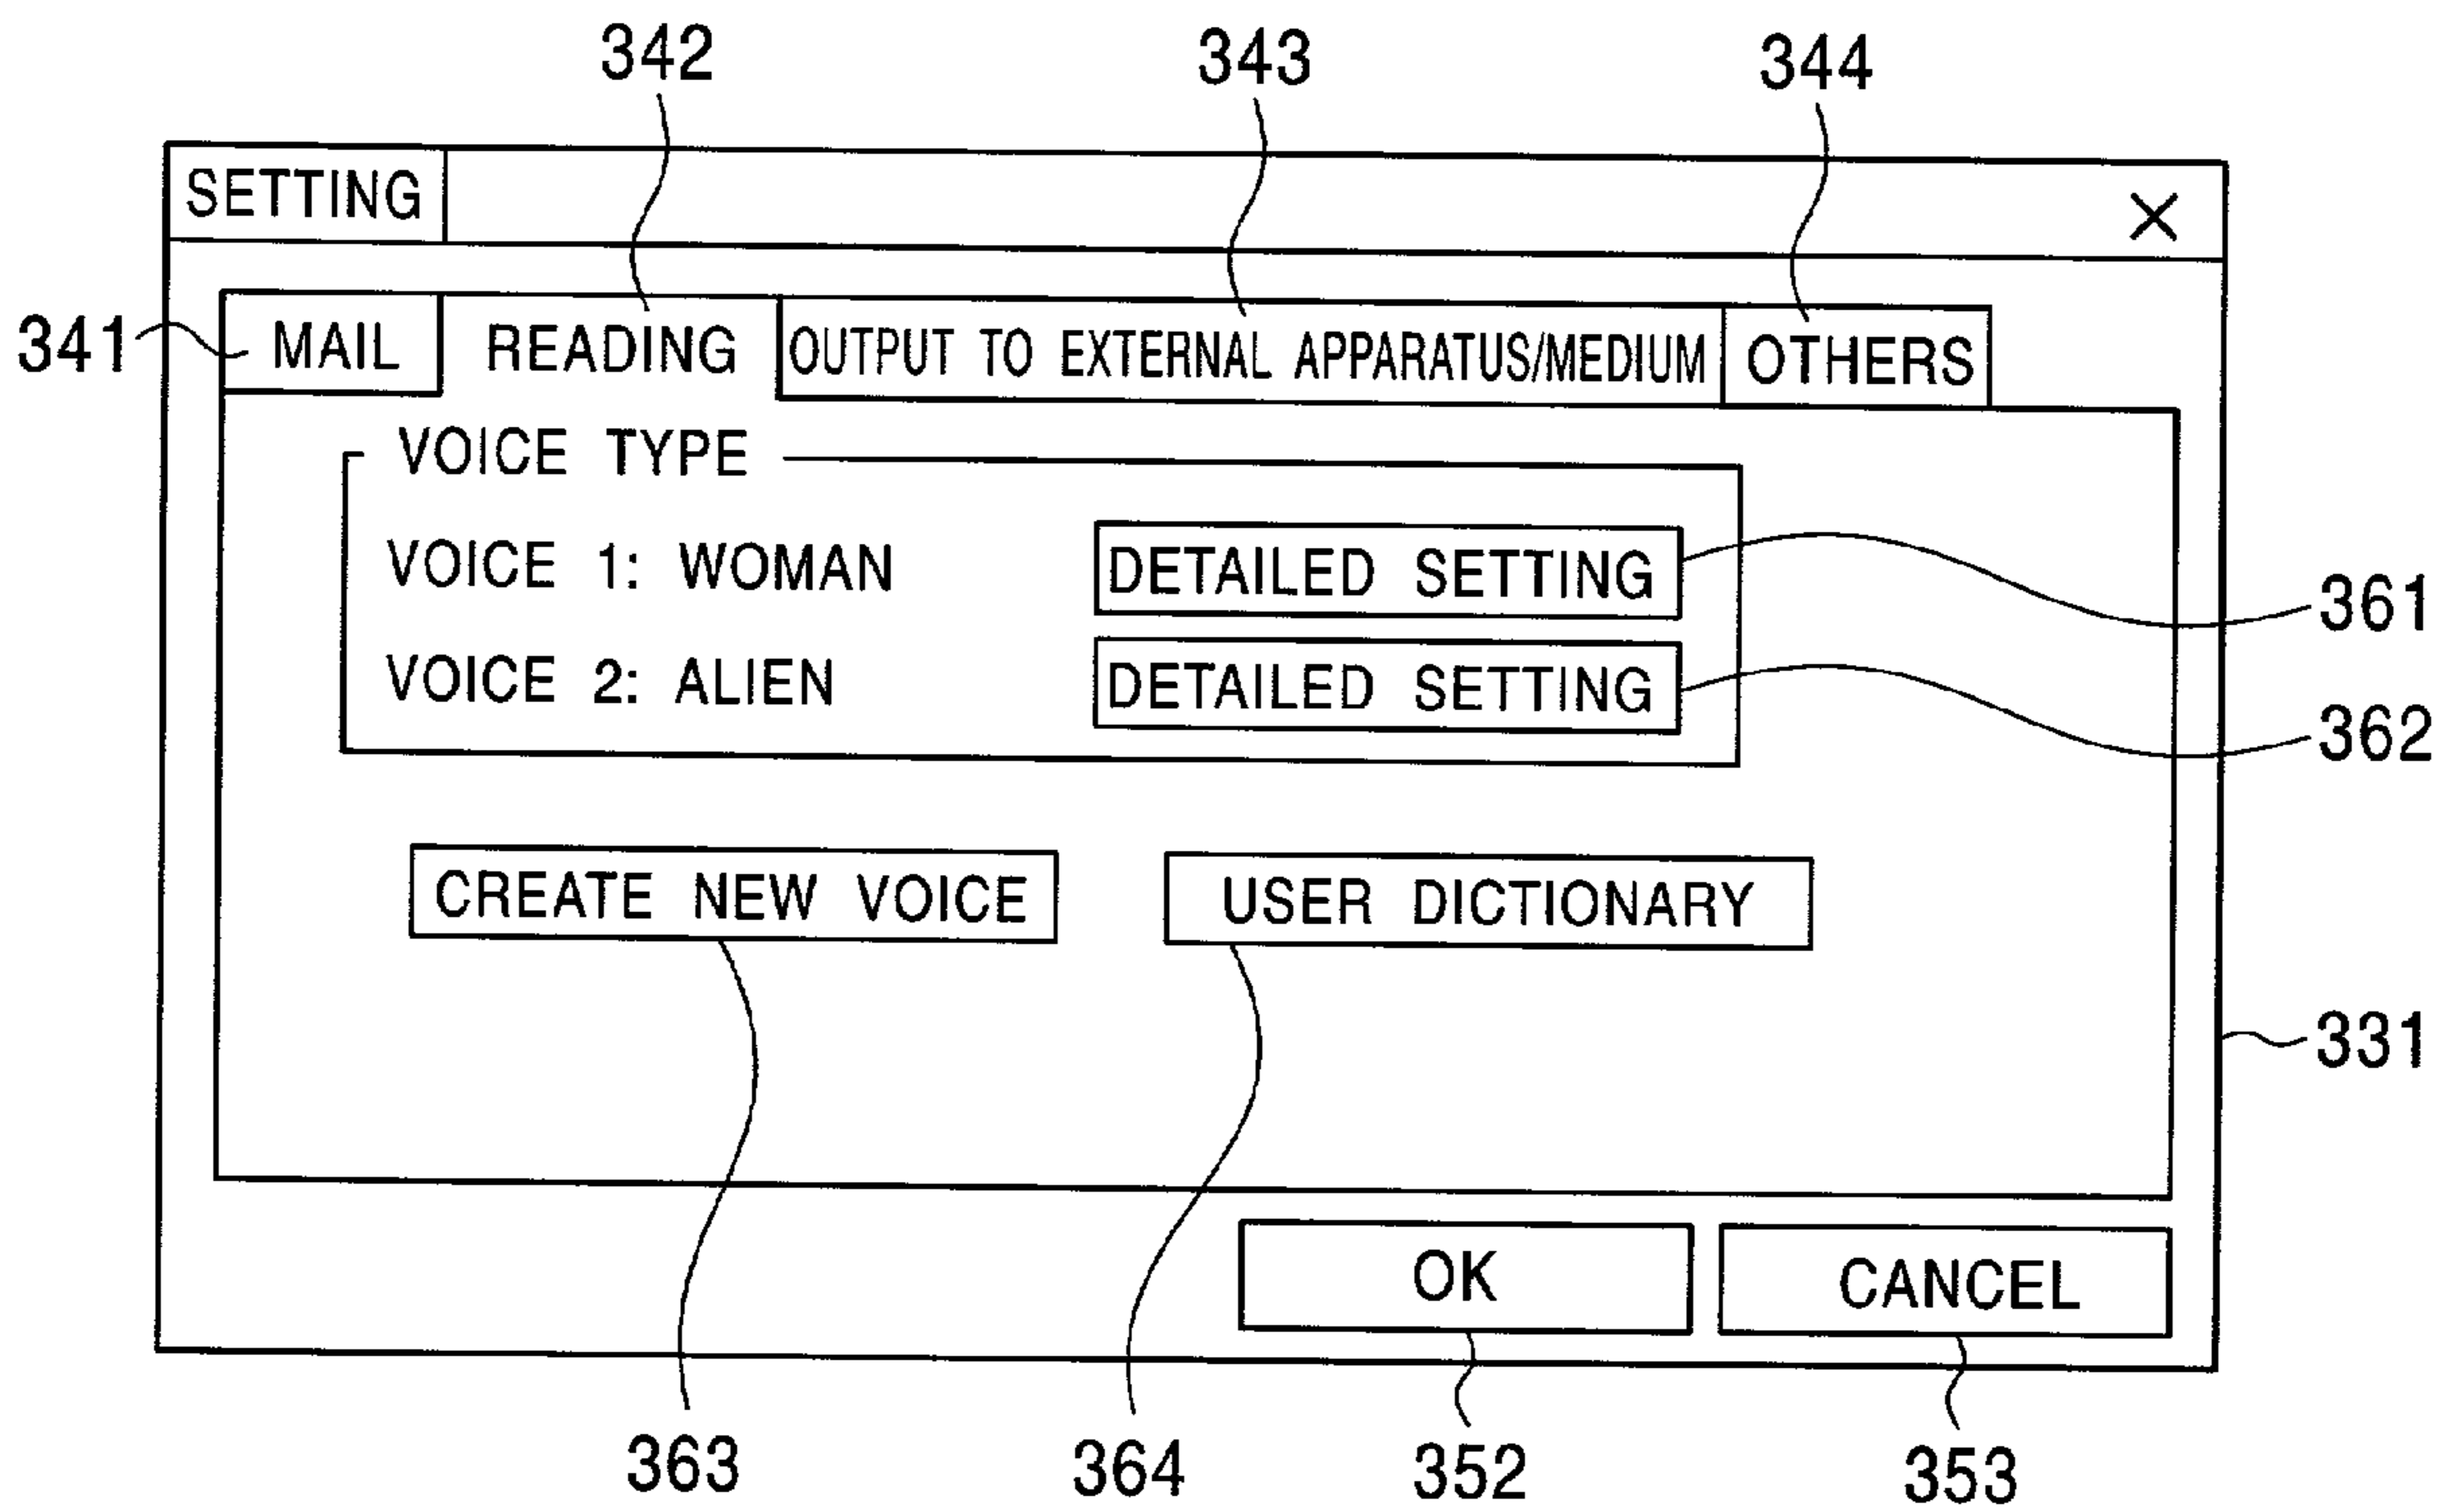 342 343 344
SETTING ×
341 MAIL READING OUTPUT TO EXTERNAL APPARATUS/MEDIUM OTHERS
VOICE TYPE
VOICE 1: WOMAN DETAILED SETTING 361
VOICE 2: ALIEN DETAILED SETTING 362
CREATE NEW VOICE USER DICTIONARY
331
OK CANCEL
363 364 352 353